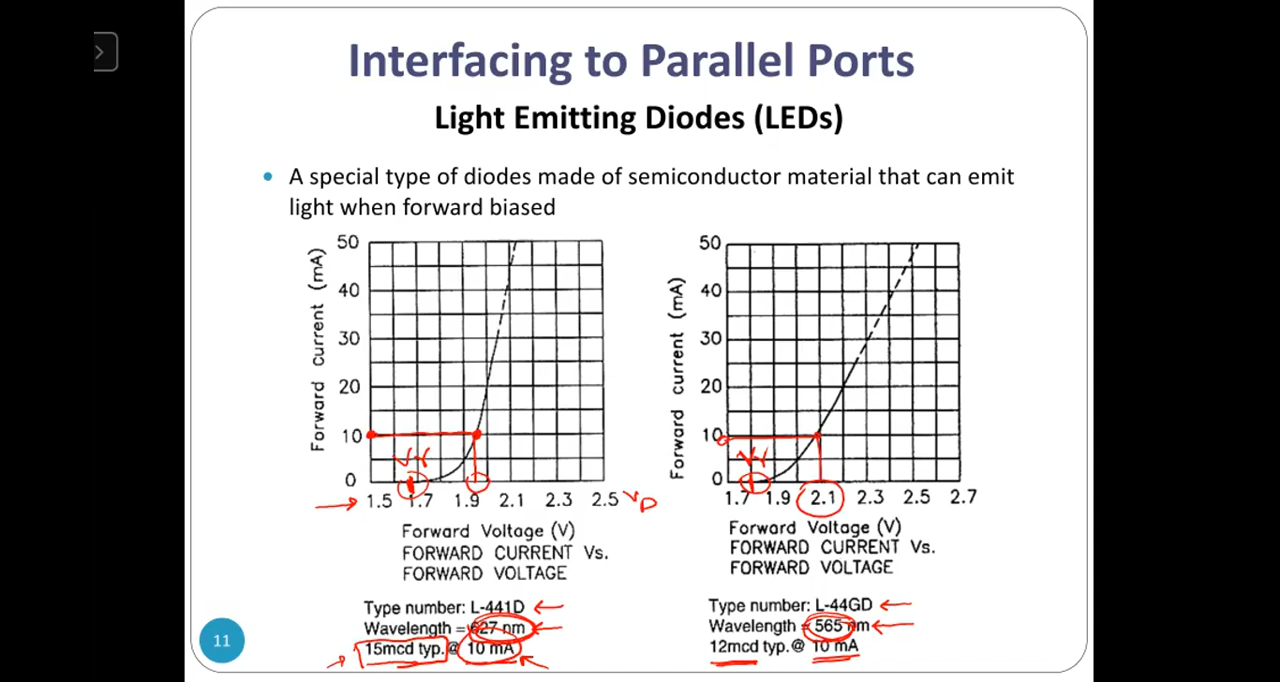 Interfacing to Parallel Ports
Light Emitting Diodes (LEDs)
• A special type of diodes made of semiconductor material that can emit
light when forward biased
Forward current (mA)
50
40
30
20
10
0
Vγ
1.5 1.7 1.9 2.1 2.3 2.5 VD
Forward Voltage (V)
FORWARD CURRENT Vs.
FORWARD VOLTAGE
Type number: L-441D
Wavelength = 627 nm
15mcd typ. @ 10 mA
Forward current (mA)
50
40
30
20
10
0
Vγ
1.7 1.9 2.1 2.3 2.5 2.7
Forward Voltage (V)
FORWARD CURRENT Vs.
FORWARD VOLTAGE
Type number: L-44GD
Wavelength = 565 nm
12mcd typ. @ 10 mA
11